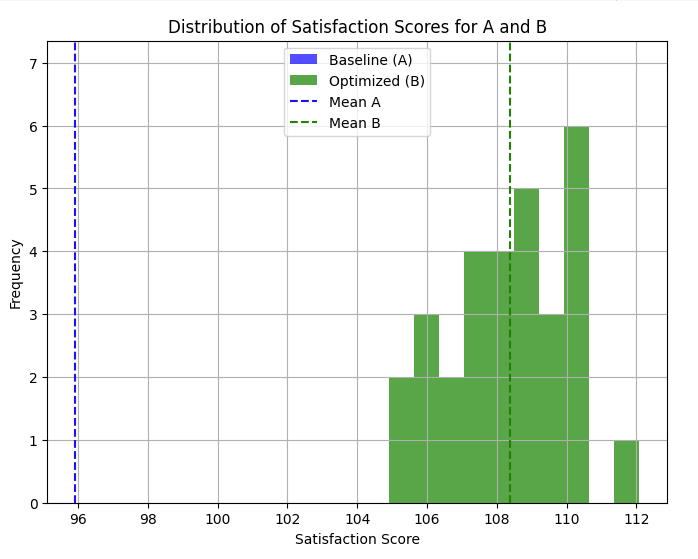 Distribution of Satisfaction Scores for A and B
Baseline (A)
Optimized (B)
Mean A
Mean B
Frequency
7
6
5
4
3
2
1
0
96 98 100 102 104 106 108 110 112
Satisfaction Score